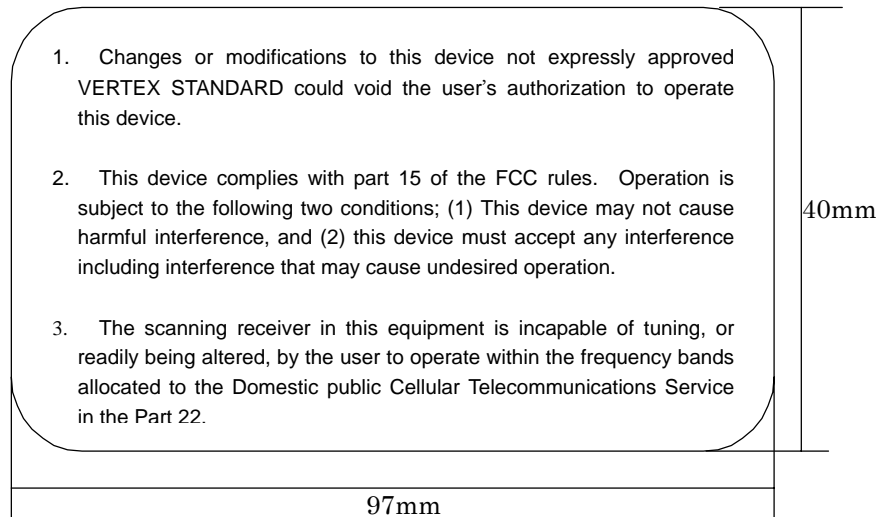 1. Changes or modifications to this device not expressly approved
VERTEX STANDARD could void the user's authorization to operate
this device.
2. This device complies with part 15 of the FCC rules. Operation is
subject to the following two conditions; (1) This device may not cause
harmful interference, and (2) this device must accept any interference
including interference that may cause undesired operation.
3. The scanning receiver in this equipment is incapable of tuning, or
readily being altered, by the user to operate within the frequency bands
allocated to the Domestic public Cellular Telecommunications Service
in the Part 22.
40mm
97mm